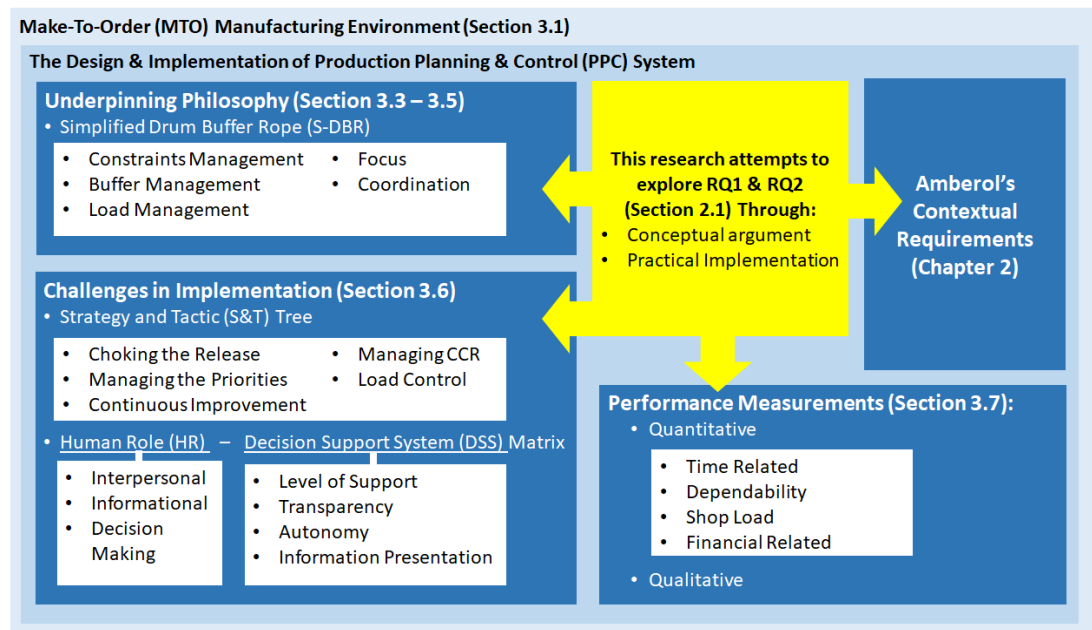 Make-To-Order (MTO) Manufacturing Environment (Section 3.1)
The Design & Implementation of Production Planning & Control (PPC) System
Underpinning Philosophy (Section 3.3 – 3.5)
• Simplified Drum Buffer Rope (S-DBR)
• Constraints Management
• Buffer Management
• Load Management
• Focus
• Coordination
This research attempts to
explore RQ1 & RQ2
(Section 2.1) Through:
• Conceptual argument
• Practical Implementation
Amberol’s
Contextual
Requirements
(Chapter 2)
Challenges in Implementation (Section 3.6)
• Strategy and Tactic (S&T) Tree
• Choking the Release
• Managing the Priorities
• Continuous Improvement
• Managing CCR
• Load Control
• Human Role (HR) – Decision Support System (DSS) Matrix
• Interpersonal
• Informational
• Decision
Making
• Level of Support
• Transparency
• Autonomy
• Information Presentation
Performance Measurements (Section 3.7):
• Quantitative
• Time Related
• Dependability
• Shop Load
• Financial Related
• Qualitative